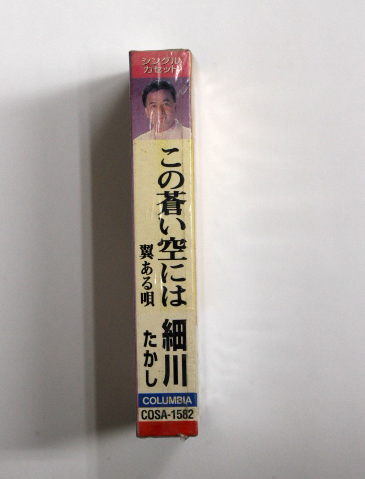 シングル
カセット
この蒼い空には
翼ある唄
細川
たかし
COLUMBIA
COSA-1582